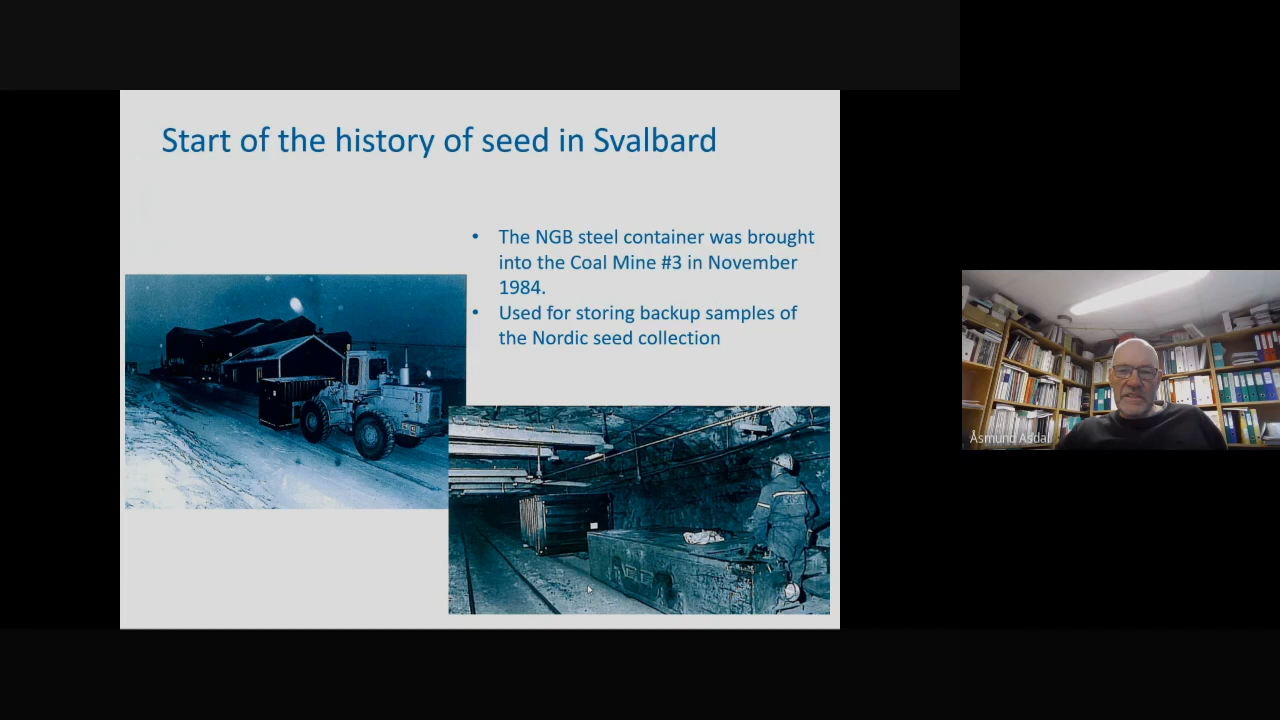 Start of the history of seed in Svalbard
• The NGB steel container was brought
into the Coal Mine #3 in November
1984.
• Used for storing backup samples of
the Nordic seed collection
Åsmund Asdal